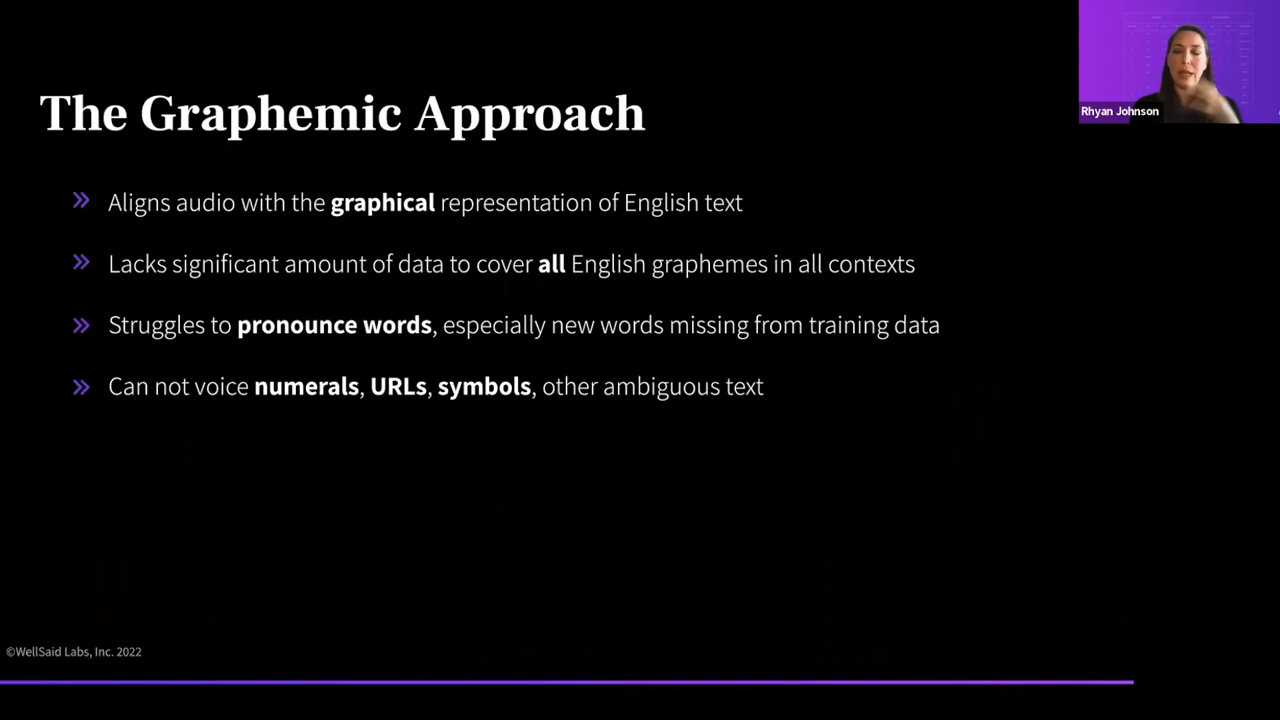 The Graphemic Approach
Rhyan Johnson
Aligns audio with the graphical representation of English text
Lacks significant amount of data to cover all English graphemes in all contexts
Struggles to pronounce words, especially new words missing from training data
Can not voice numerals, URLs, symbols, other ambiguous text
©WellSaid Labs, Inc. 2022